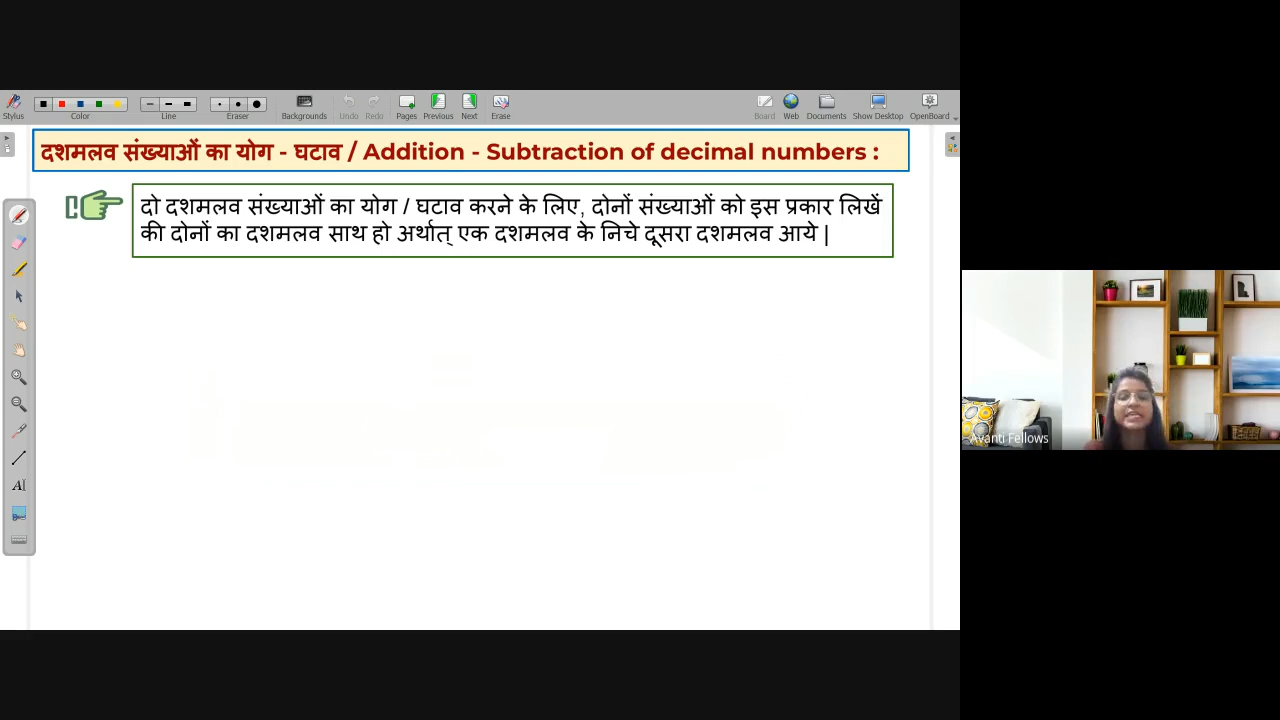 Stylus
Color
Line
Eraser
Backgrounds
Undo
Redo
Pages
Previous
Next
Erase
Board
Web
Documents
Show Desktop
OpenBoard
दशमलव संख्याओं का योग - घटाव / Addition - Subtraction of decimal numbers :
दो दशमलव संख्याओं का योग / घटाव करने के लिए, दोनों संख्याओं को इस प्रकार लिखें
की दोनों का दशमलव साथ हो अर्थात् एक दशमलव के निचे दूसरा दशमलव आये |
AI
Avanti Fellows